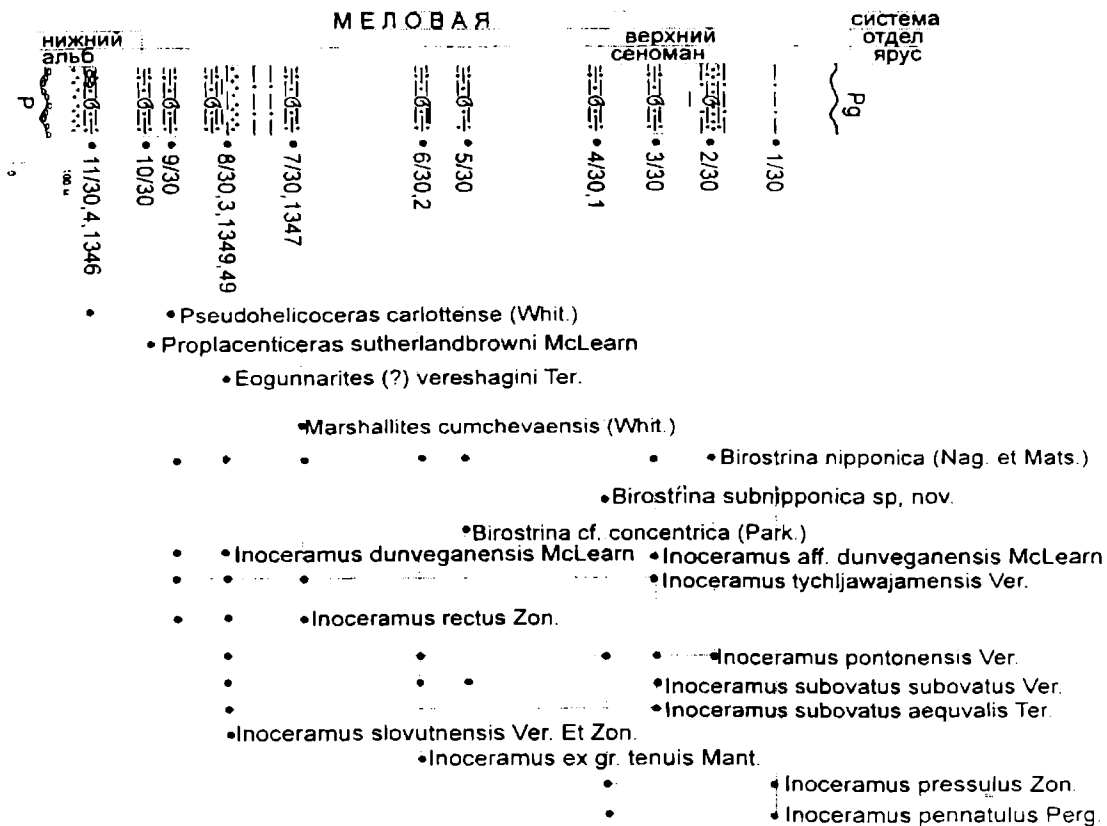 МЕЛОВАЯ
система
отдел
ярус
нижний
альб
верхний
сеноман
P
Pg
100 м
11/30,4,1346
10/30
9/30
8/30,3,1349,49
7/30,1347
6/30,2
5/30
4/30,1
3/30
2/30
1/30
Pseudohelicoceras carlottense (Whit.)
Proplacenticeras sutherlandbrowni McLearn
Eogunnarites (?) vereshagini Ter.
Marshallites cumchevaensis (Whit.)
Birostrina nipponica (Nag. et Mats.)
Birostrina subnipponica sp, nov.
Birostrina cf. concentrica (Park.)
Inoceramus dunveganensis McLearn Inoceramus aff. dunveganensis McLearn
Inoceramus tychljawajamensis Ver.
Inoceramus rectus Zon.
Inoceramus pontonensis Ver.
Inoceramus subovatus subovatus Ver.
Inoceramus subovatus aequvalis Ter.
Inoceramus slovutnensis Ver. Et Zon.
Inoceramus ex gr. tenuis Mant.
Inoceramus pressulus Zon.
Inoceramus pennatulus Perg.